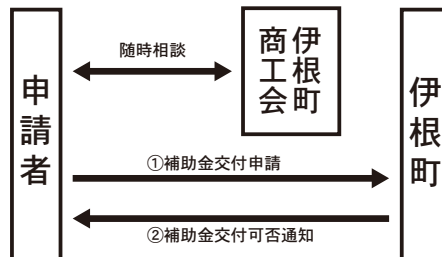 申請者
随時相談
伊根町
商工会
伊根町
①補助金交付申請
②補助金交付可否通知